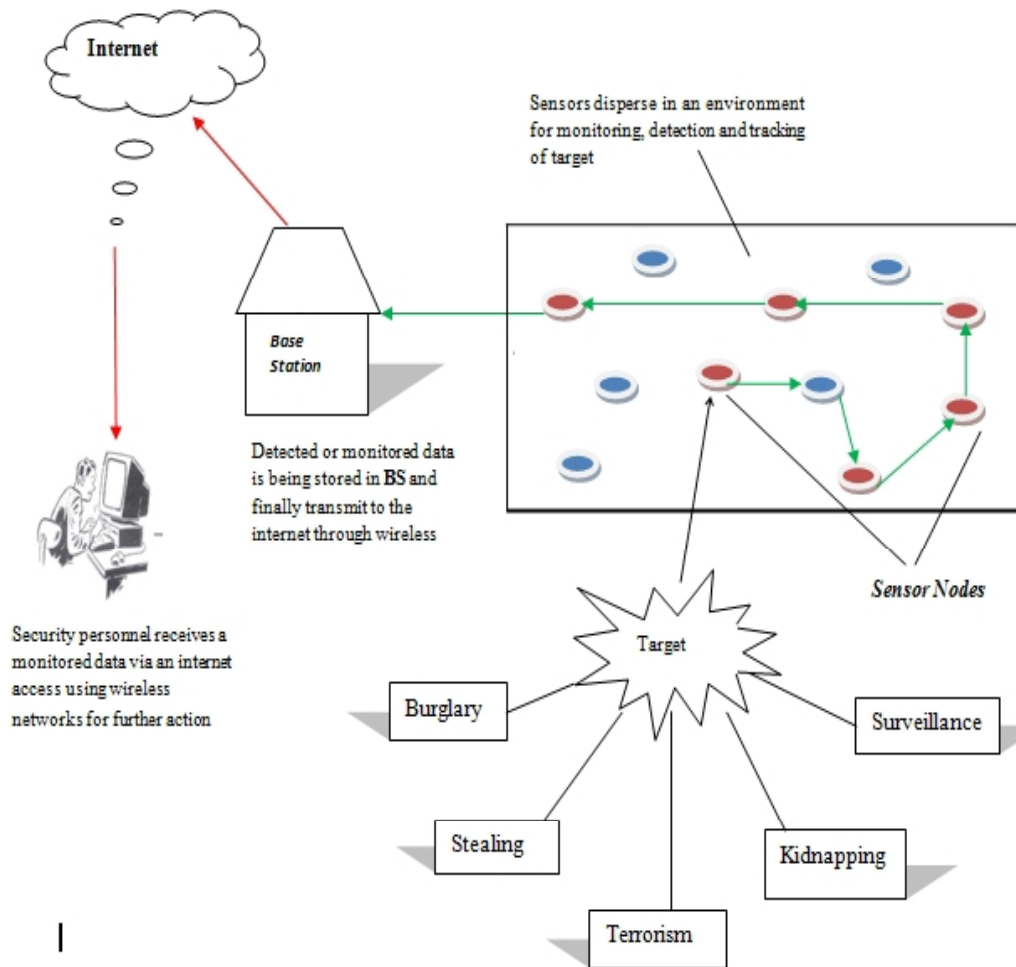 Internet
Sensors disperse in an environment
for monitoring, detection and tracking
of target
Base
Station
Detected or monitored data
is being stored in BS and
finally transmit to the
internet through wireless
Sensor Nodes
Security personnel receives a
monitored data via an internet
access using wireless
networks for further action
Target
Burglary
Surveillance
Stealing
Kidnapping
Terrorism